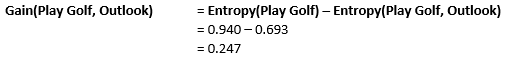 Gain(Play Golf, Outlook) = Entropy(Play Golf) – Entropy(Play Golf, Outlook)
= 0.940 – 0.693
= 0.247